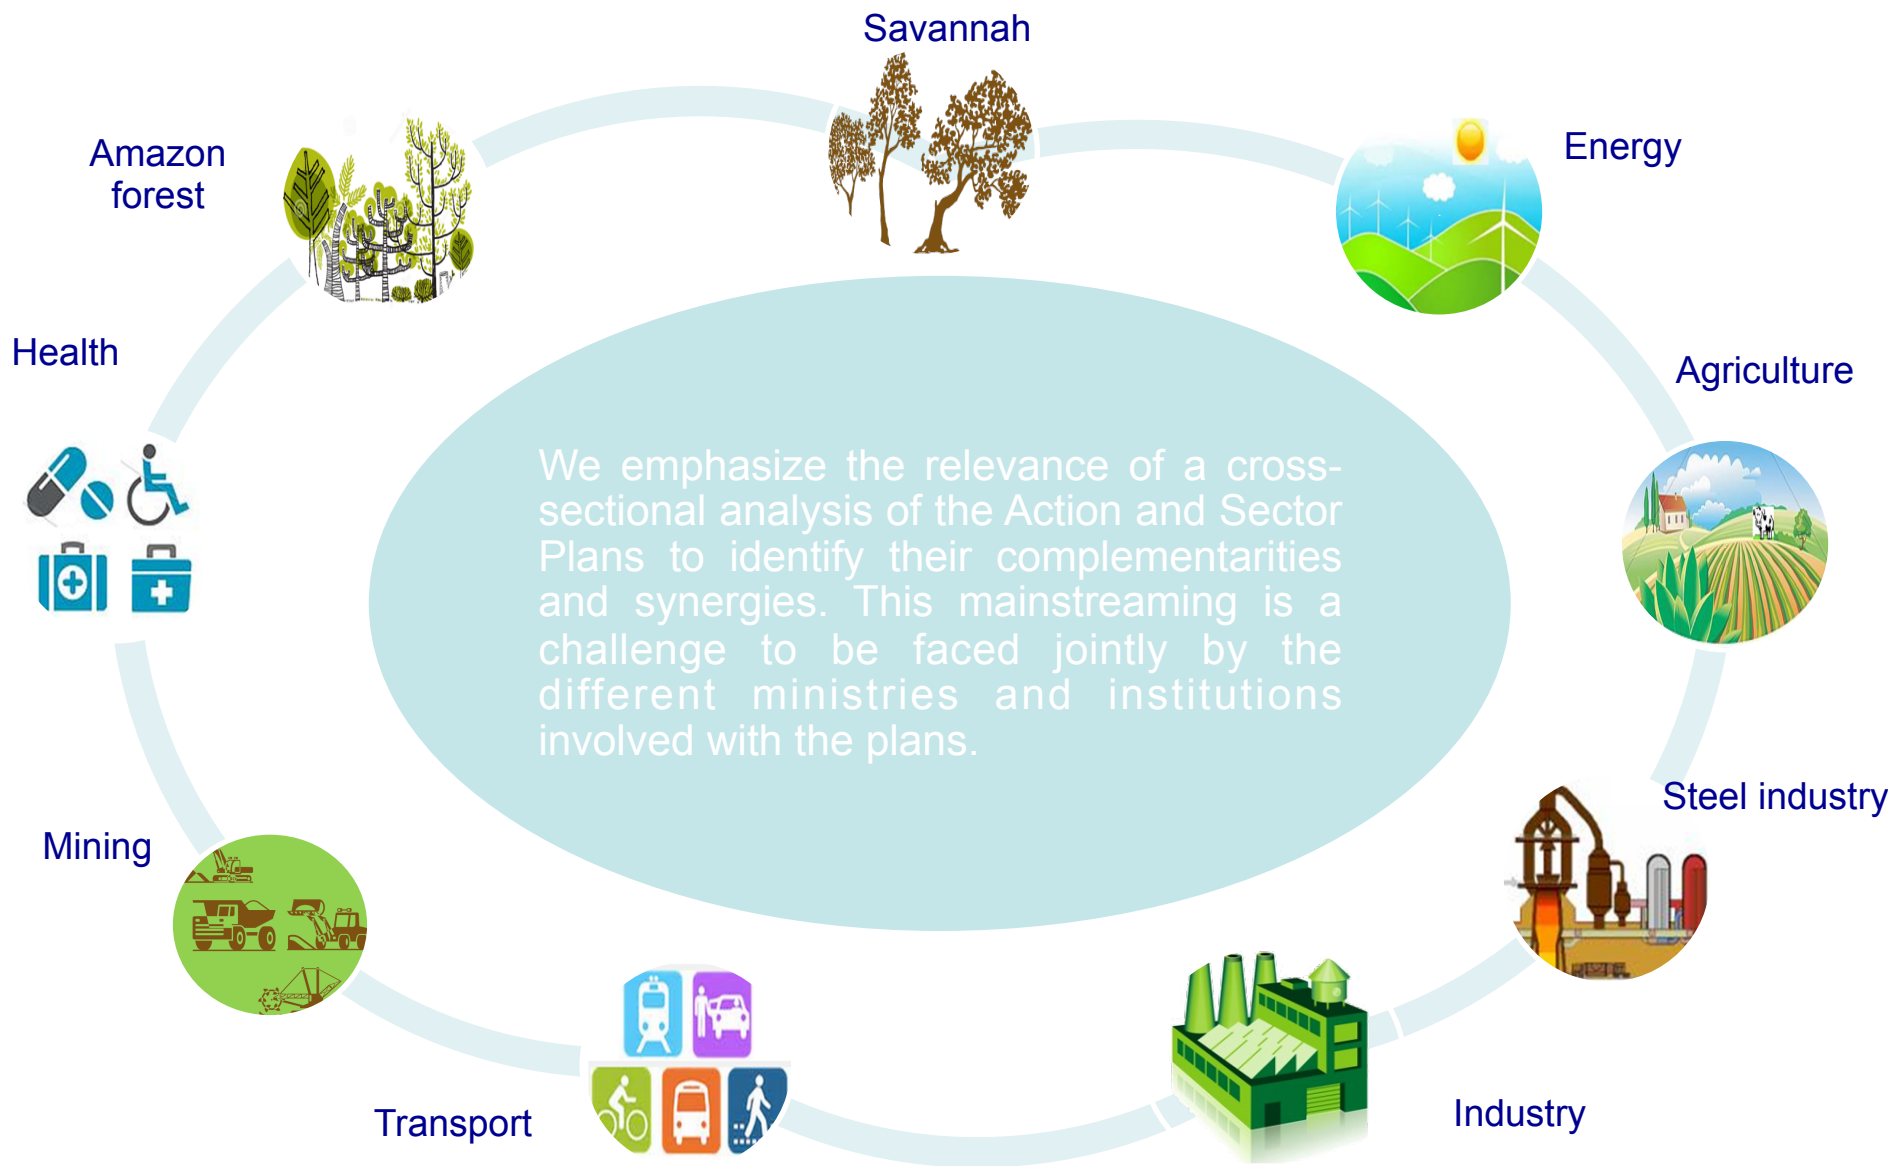 Savannah
Amazon
forest
Energy
Health
Agriculture
We emphasize the relevance of a cross-
sectional analysis of the Action and Sector
Plans to identify their complementarities
and synergies. This mainstreaming is a
challenge to be faced jointly by the
different ministries and institutions
involved with the plans.
Steel industry
Mining
Transport
Industry